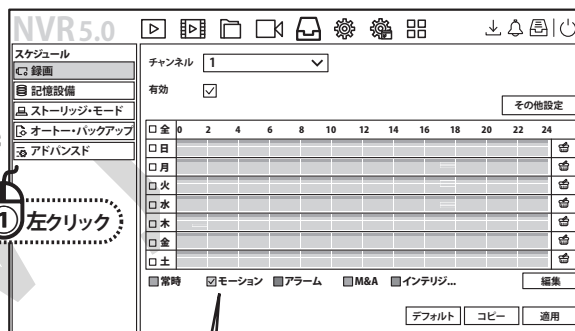 NVR 5.0
スケジュール
録画
記憶設備
ストーリッジ・モード
オートー・バックアップ
アドバンスド
チャンネル 1
有効
その他設定
全 0 2 4 6 8 10 12 14 16 18 20 22 24
日
月
火
水
木
金
土
常時 モーション アラーム M&A インテリジ... 編集
デフォルト コピー 適用
① 左クリック